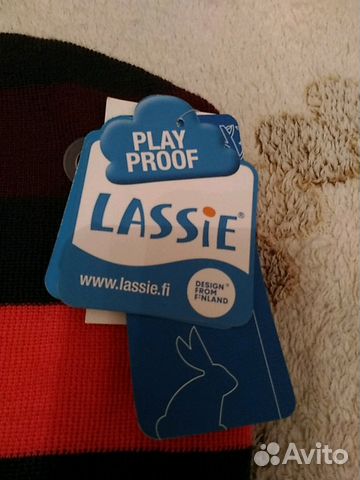 PLAY
PROOF
LASSiE®
www.lassie.fi
DESIGN
FROM
FINLAND
Avito